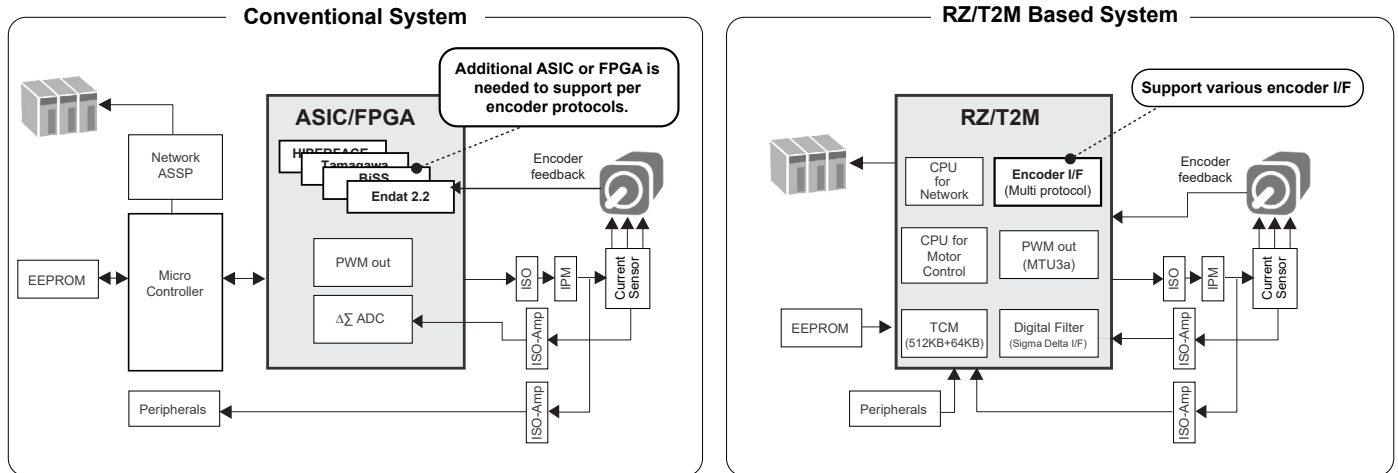 Conventional System
Additional ASIC or FPGA is
needed to support per
encoder protocols.
ASIC/FPGA
HIPERFACE
Tamagawa
BiSS
Endat 2.2
Network
ASSP
Encoder
feedback
EEPROM
Micro
Controller
PWM out
ISO
IPM
Current
Sensor
ΔΣ ADC
ISO-Amp
Peripherals
ISO-Amp
RZ/T2M Based System
Support various encoder I/F
RZ/T2M
CPU
for
Network
Encoder I/F
(Multi protocol)
Encoder
feedback
CPU for
Motor
Control
PWM out
(MTU3a)
ISO
IPM
Current
Sensor
EEPROM
TCM
(512KB+64KB)
Digital Filter
(Sigma Delta I/F)
ISO-Amp
Peripherals
ISO-Amp